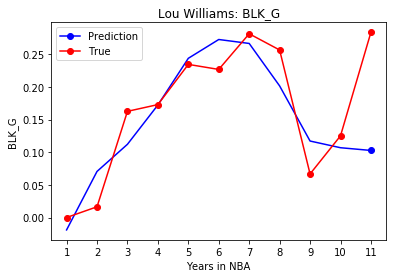 Lou Williams: BLK_G
Prediction
True
BLK_G
0.25
0.20
0.15
0.10
0.05
0.00
1 2 3 4 5 6 7 8 9 10 11
Years in NBA